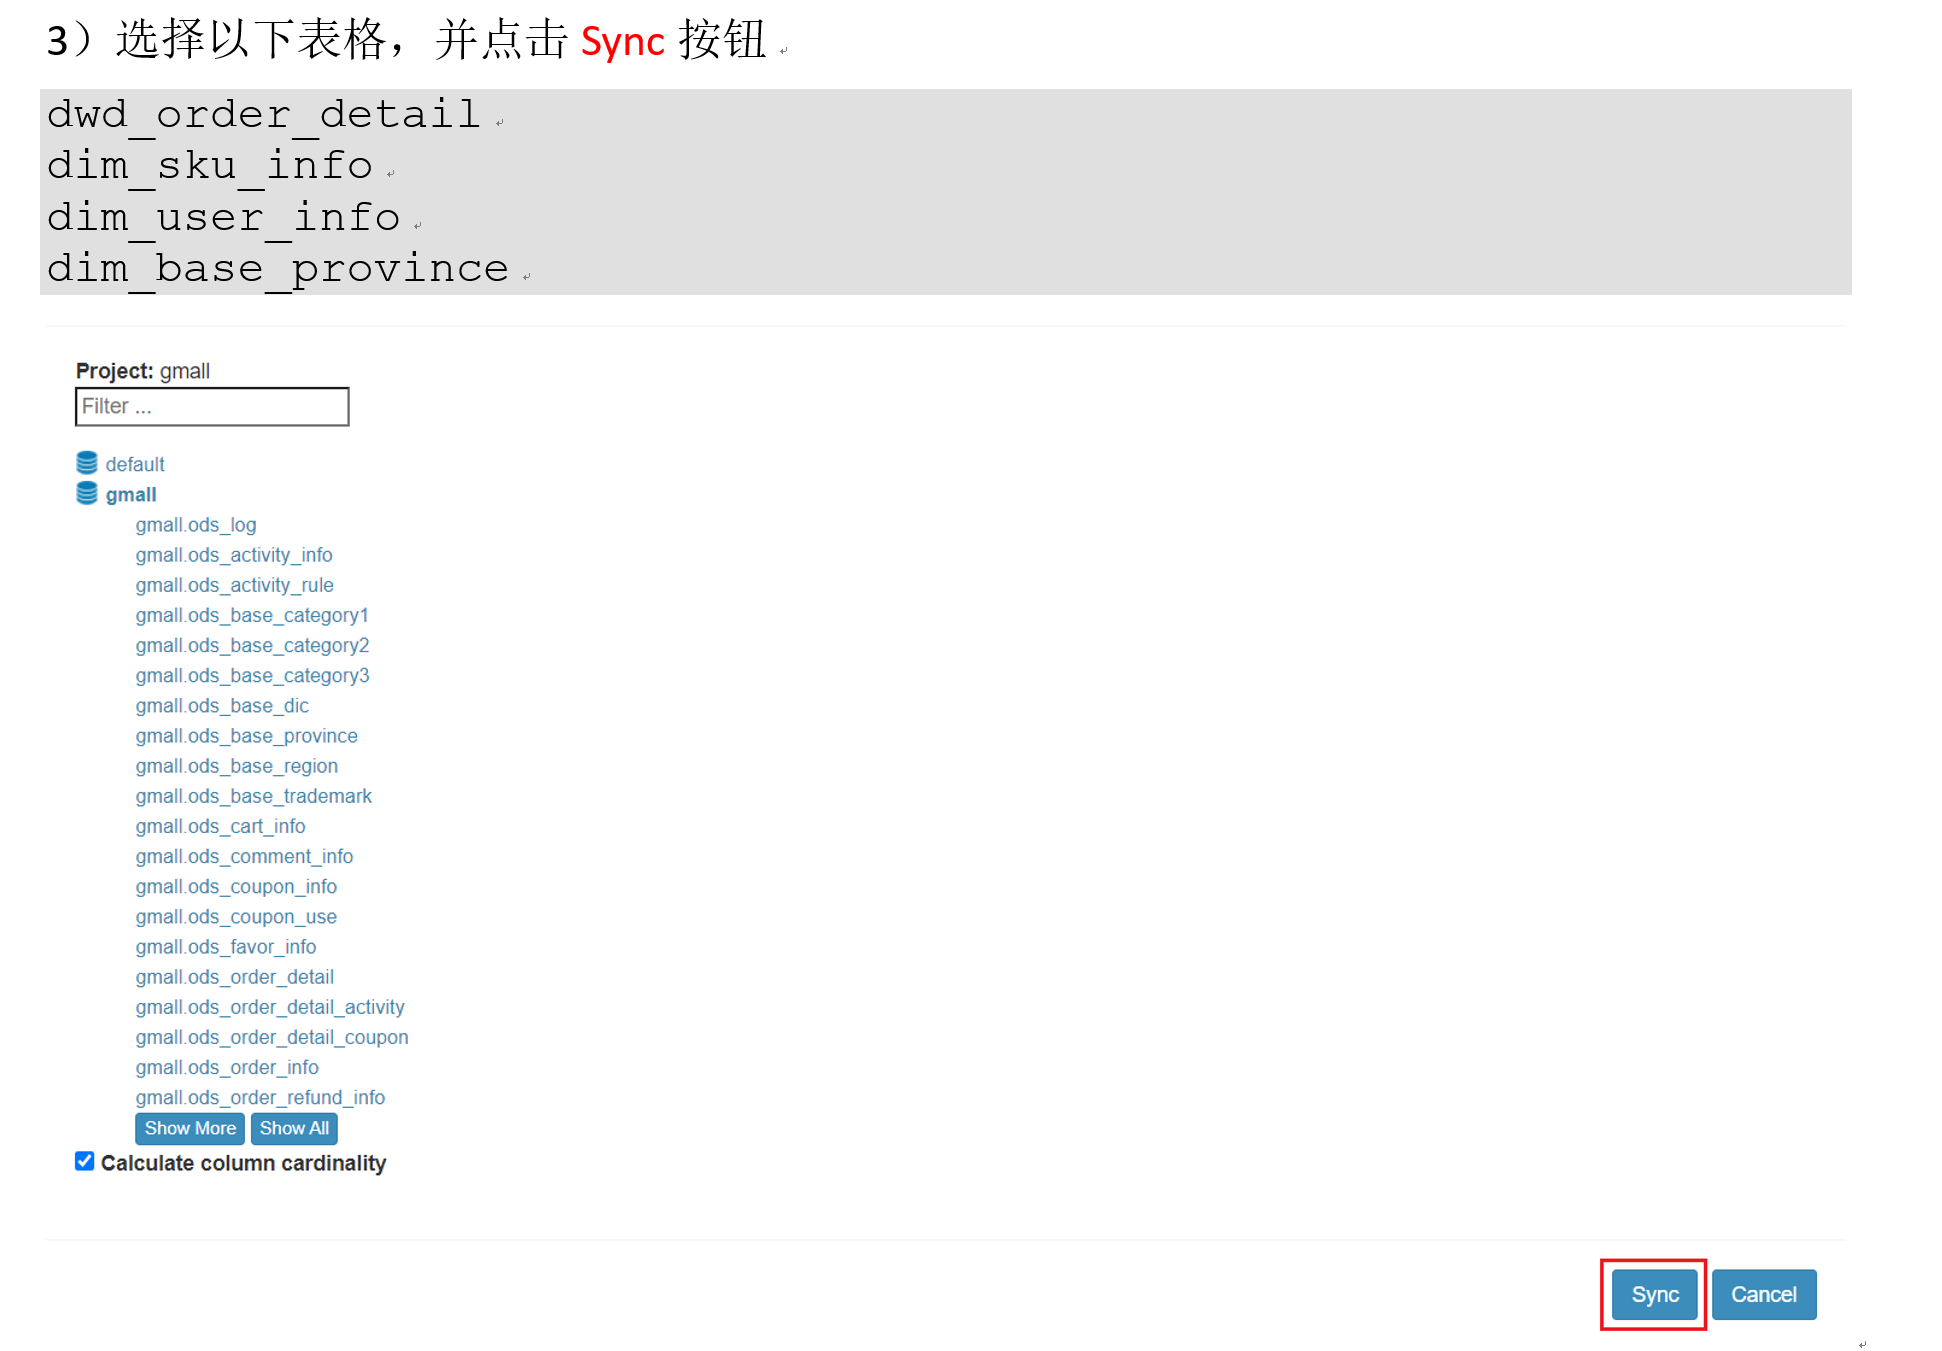 3）选择以下表格，并点击 Sync 按钮
dwd_order_detail
dim_sku_info
dim_user_info
dim_base_province
Project: gmall
Filter ...
default
gmall
gmall.ods_log
gmall.ods_activity_info
gmall.ods_activity_rule
gmall.ods_base_category1
gmall.ods_base_category2
gmall.ods_base_category3
gmall.ods_base_dic
gmall.ods_base_province
gmall.ods_base_region
gmall.ods_base_trademark
gmall.ods_cart_info
gmall.ods_comment_info
gmall.ods_coupon_info
gmall.ods_coupon_use
gmall.ods_favor_info
gmall.ods_order_detail
gmall.ods_order_detail_activity
gmall.ods_order_detail_coupon
gmall.ods_order_info
gmall.ods_order_refund_info
Show More Show All
Calculate column cardinality
Sync Cancel